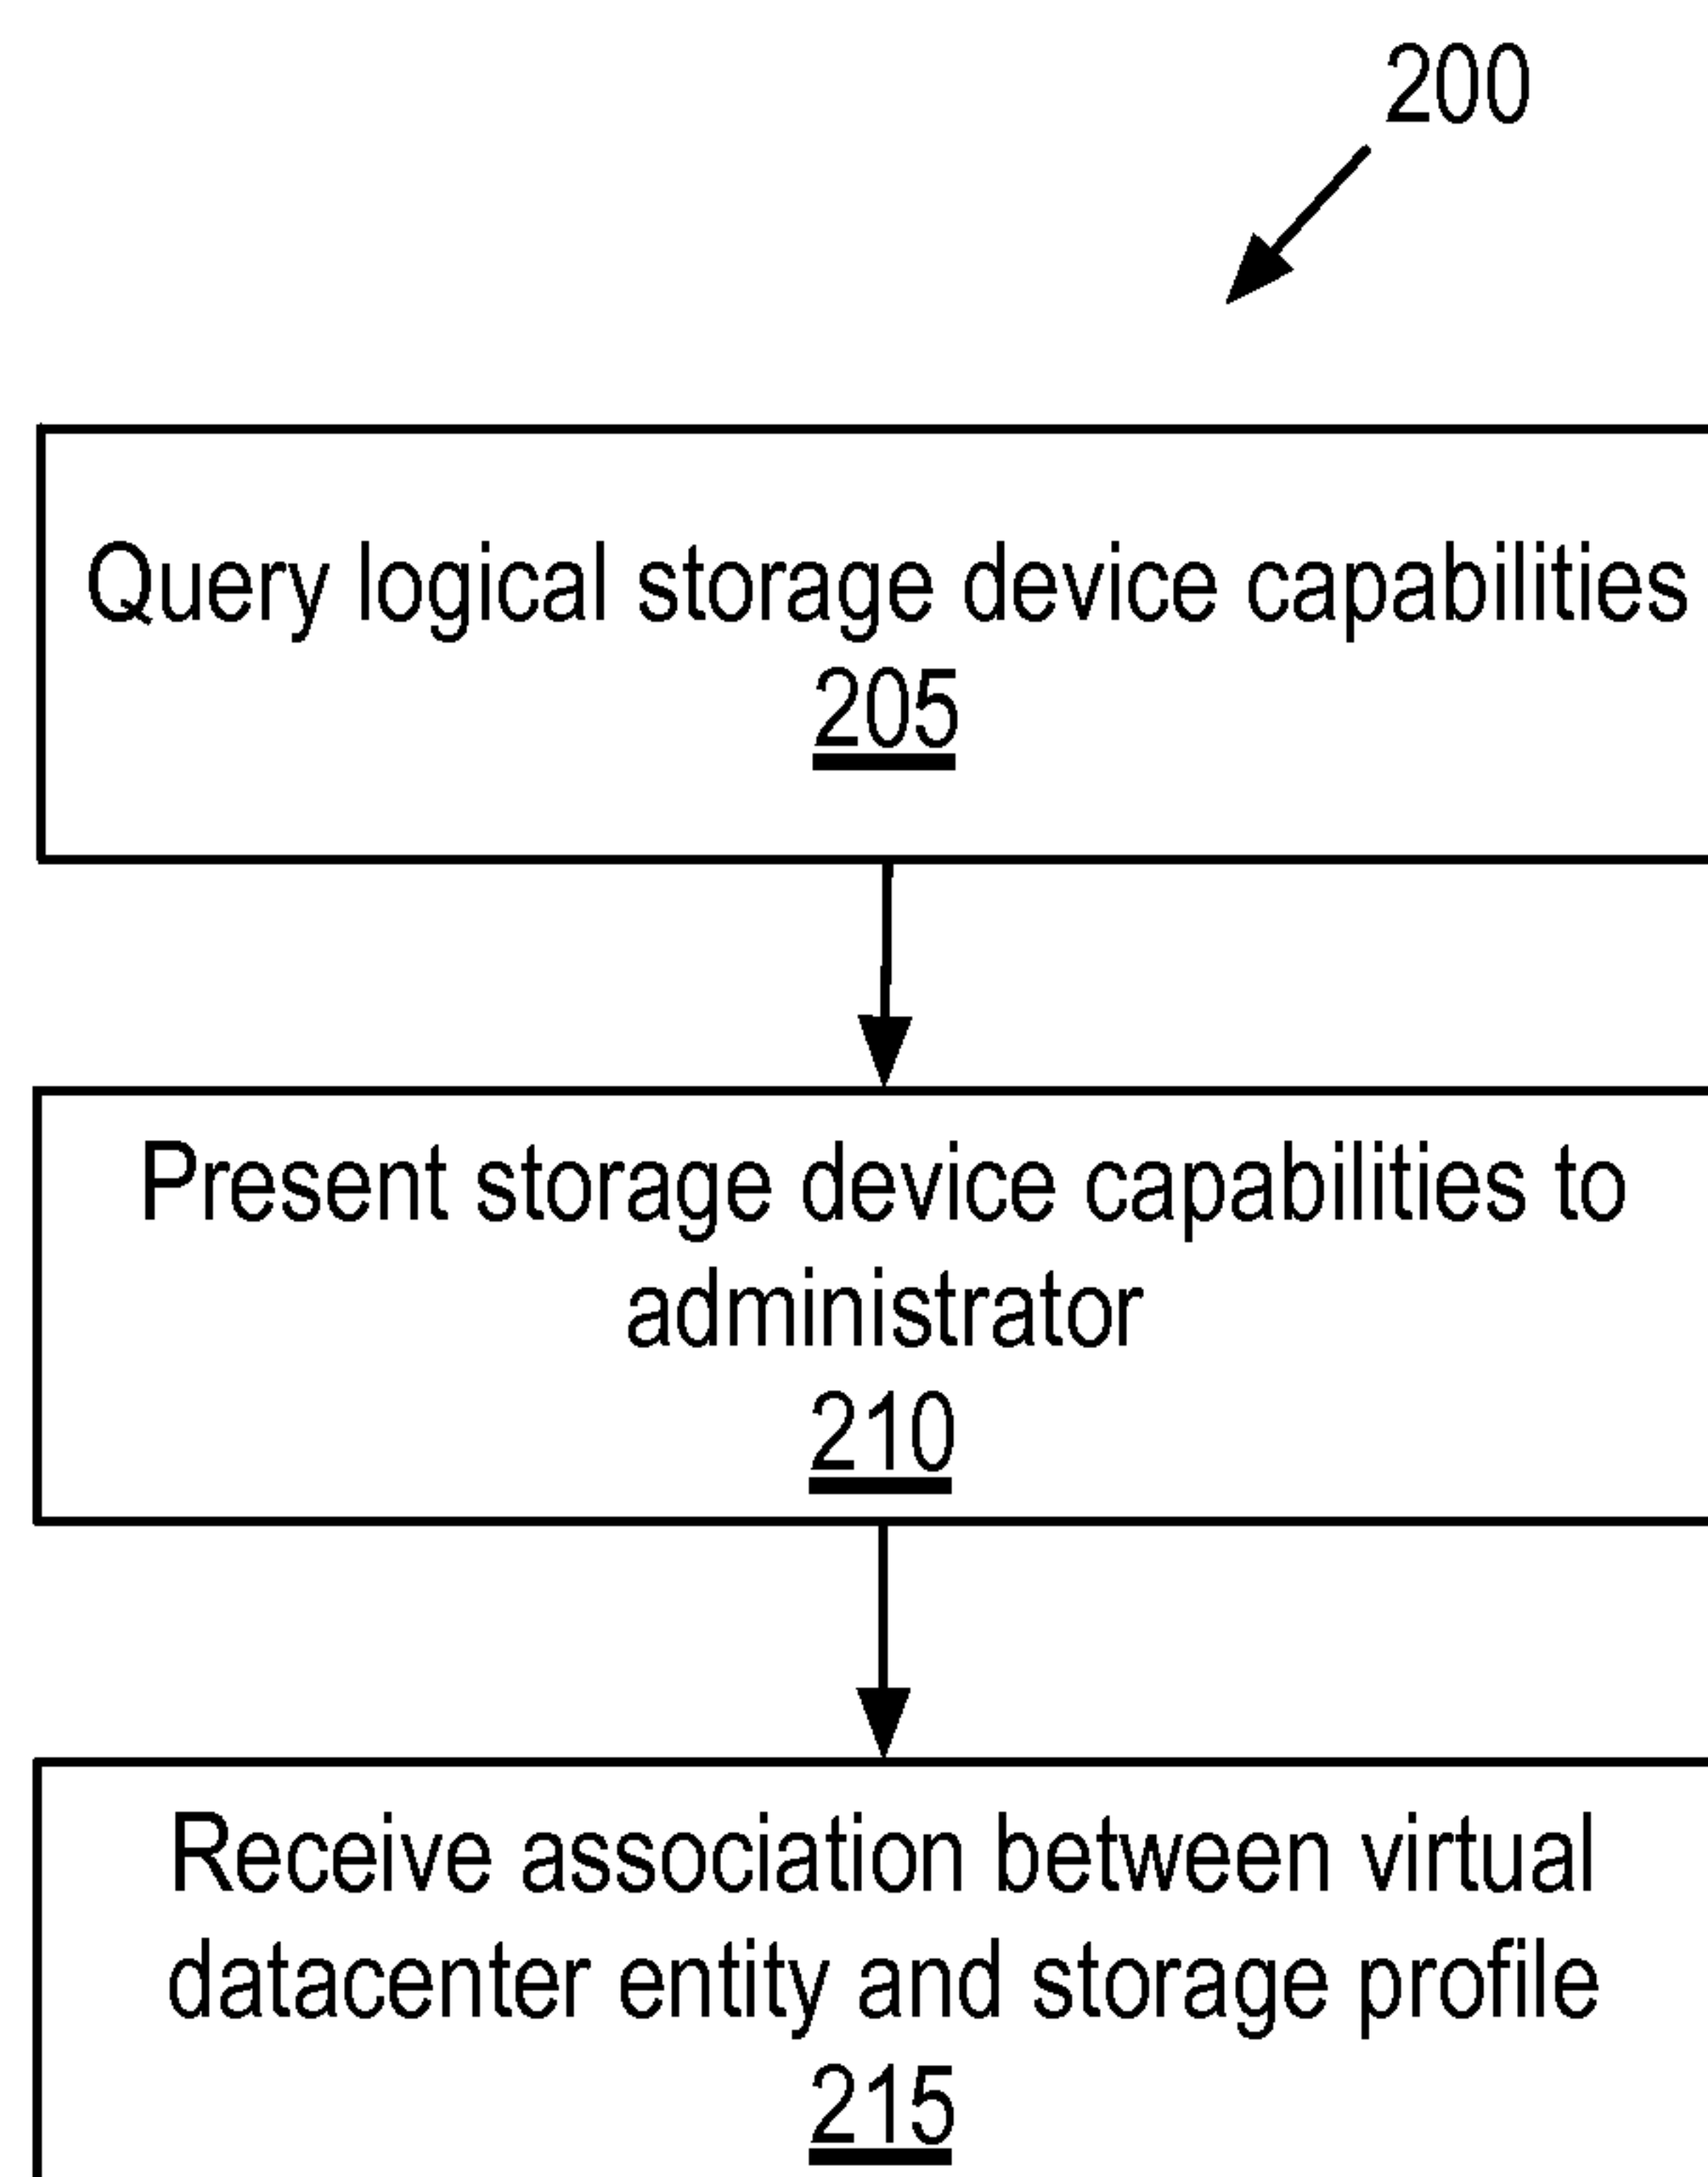 200
Query logical storage device capabilities
205
Present storage device capabilities to
administrator
210
Receive association between virtual
datacenter entity and storage profile
215